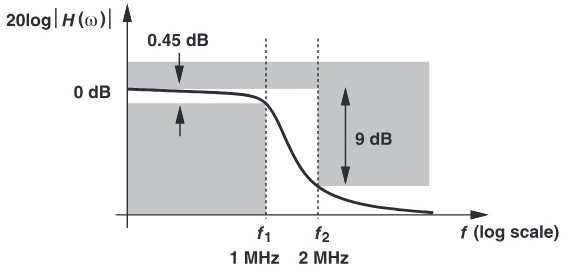 20log|H(ω)|
0.45 dB
0 dB
9 dB
f1 f2 f (log scale)
1 MHz 2 MHz